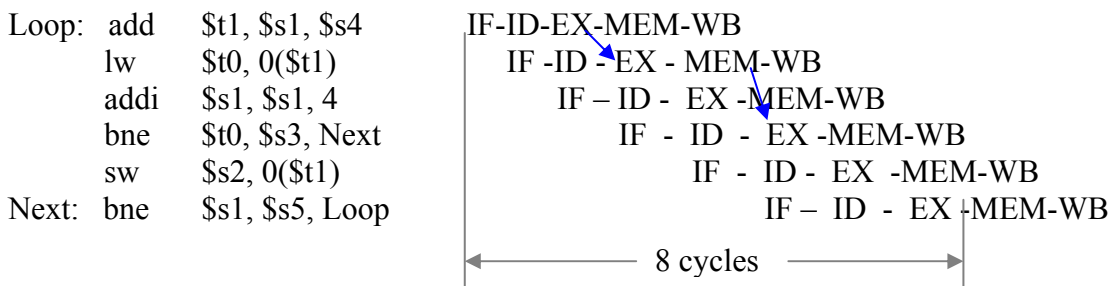 Loop: add $t1, $s1, $s4 IF-ID-EX-MEM-WB
lw $t0, 0($t1) IF -ID - EX - MEM-WB
addi $s1, $s1, 4 IF – ID - EX -MEM-WB
bne $t0, $s3, Next IF - ID - EX -MEM-WB
sw $s2, 0($t1) IF - ID - EX -MEM-WB
Next: bne $s1, $s5, Loop IF – ID - EX -MEM-WB
8 cycles